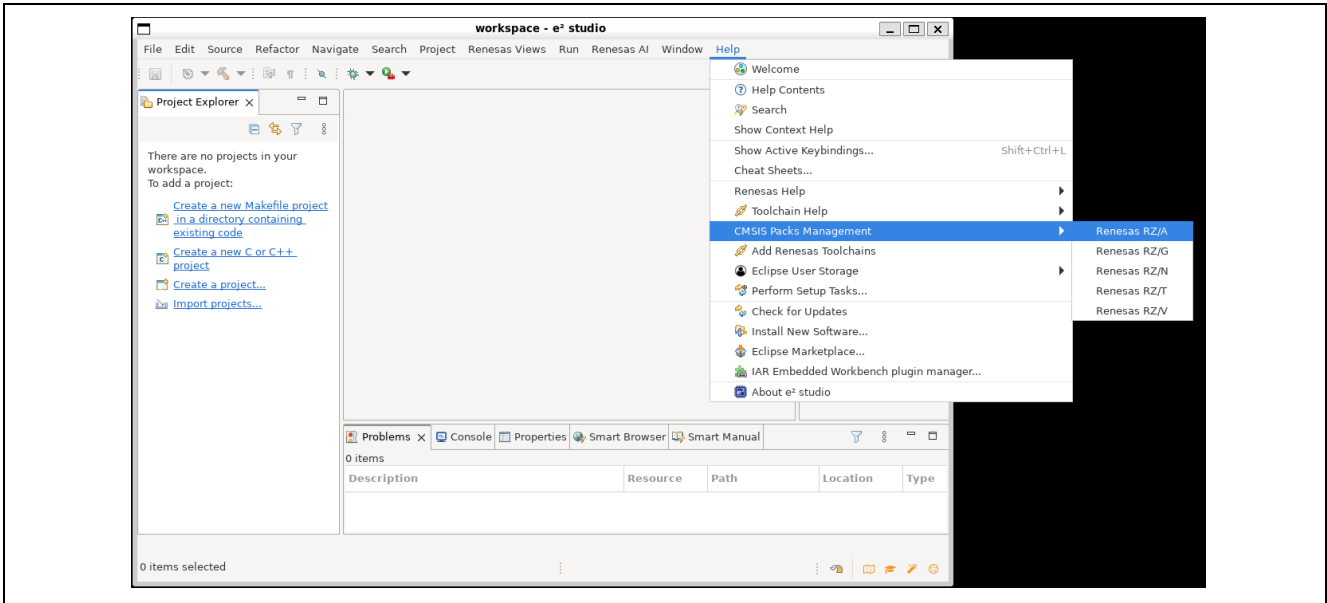 workspace - e² studio
File Edit Source Refactor Navigate Search Project Renesas Views Run Renesas AI Window Help
Project Explorer
There are no projects in your
workspace.
To add a project:
Create a new Makefile project
in a directory containing
existing code
Create a new C or C++
project
Create a project...
Import projects...
Welcome
Help Contents
Search
Show Context Help
Show Active Keybindings... Shift+Ctrl+L
Cheat Sheets...
Renesas Help
Toolchain Help
CMSIS Packs Management
Add Renesas Toolchains
Eclipse User Storage
Perform Setup Tasks...
Check for Updates
Install New Software...
Eclipse Marketplace...
IAR Embedded Workbench plugin manager...
About e² studio
Renesas RZ/A
Renesas RZ/G
Renesas RZ/N
Renesas RZ/T
Renesas RZ/V
Problems Console Properties Smart Browser Smart Manual
0 items
Description Resource Path Location Type
0 items selected